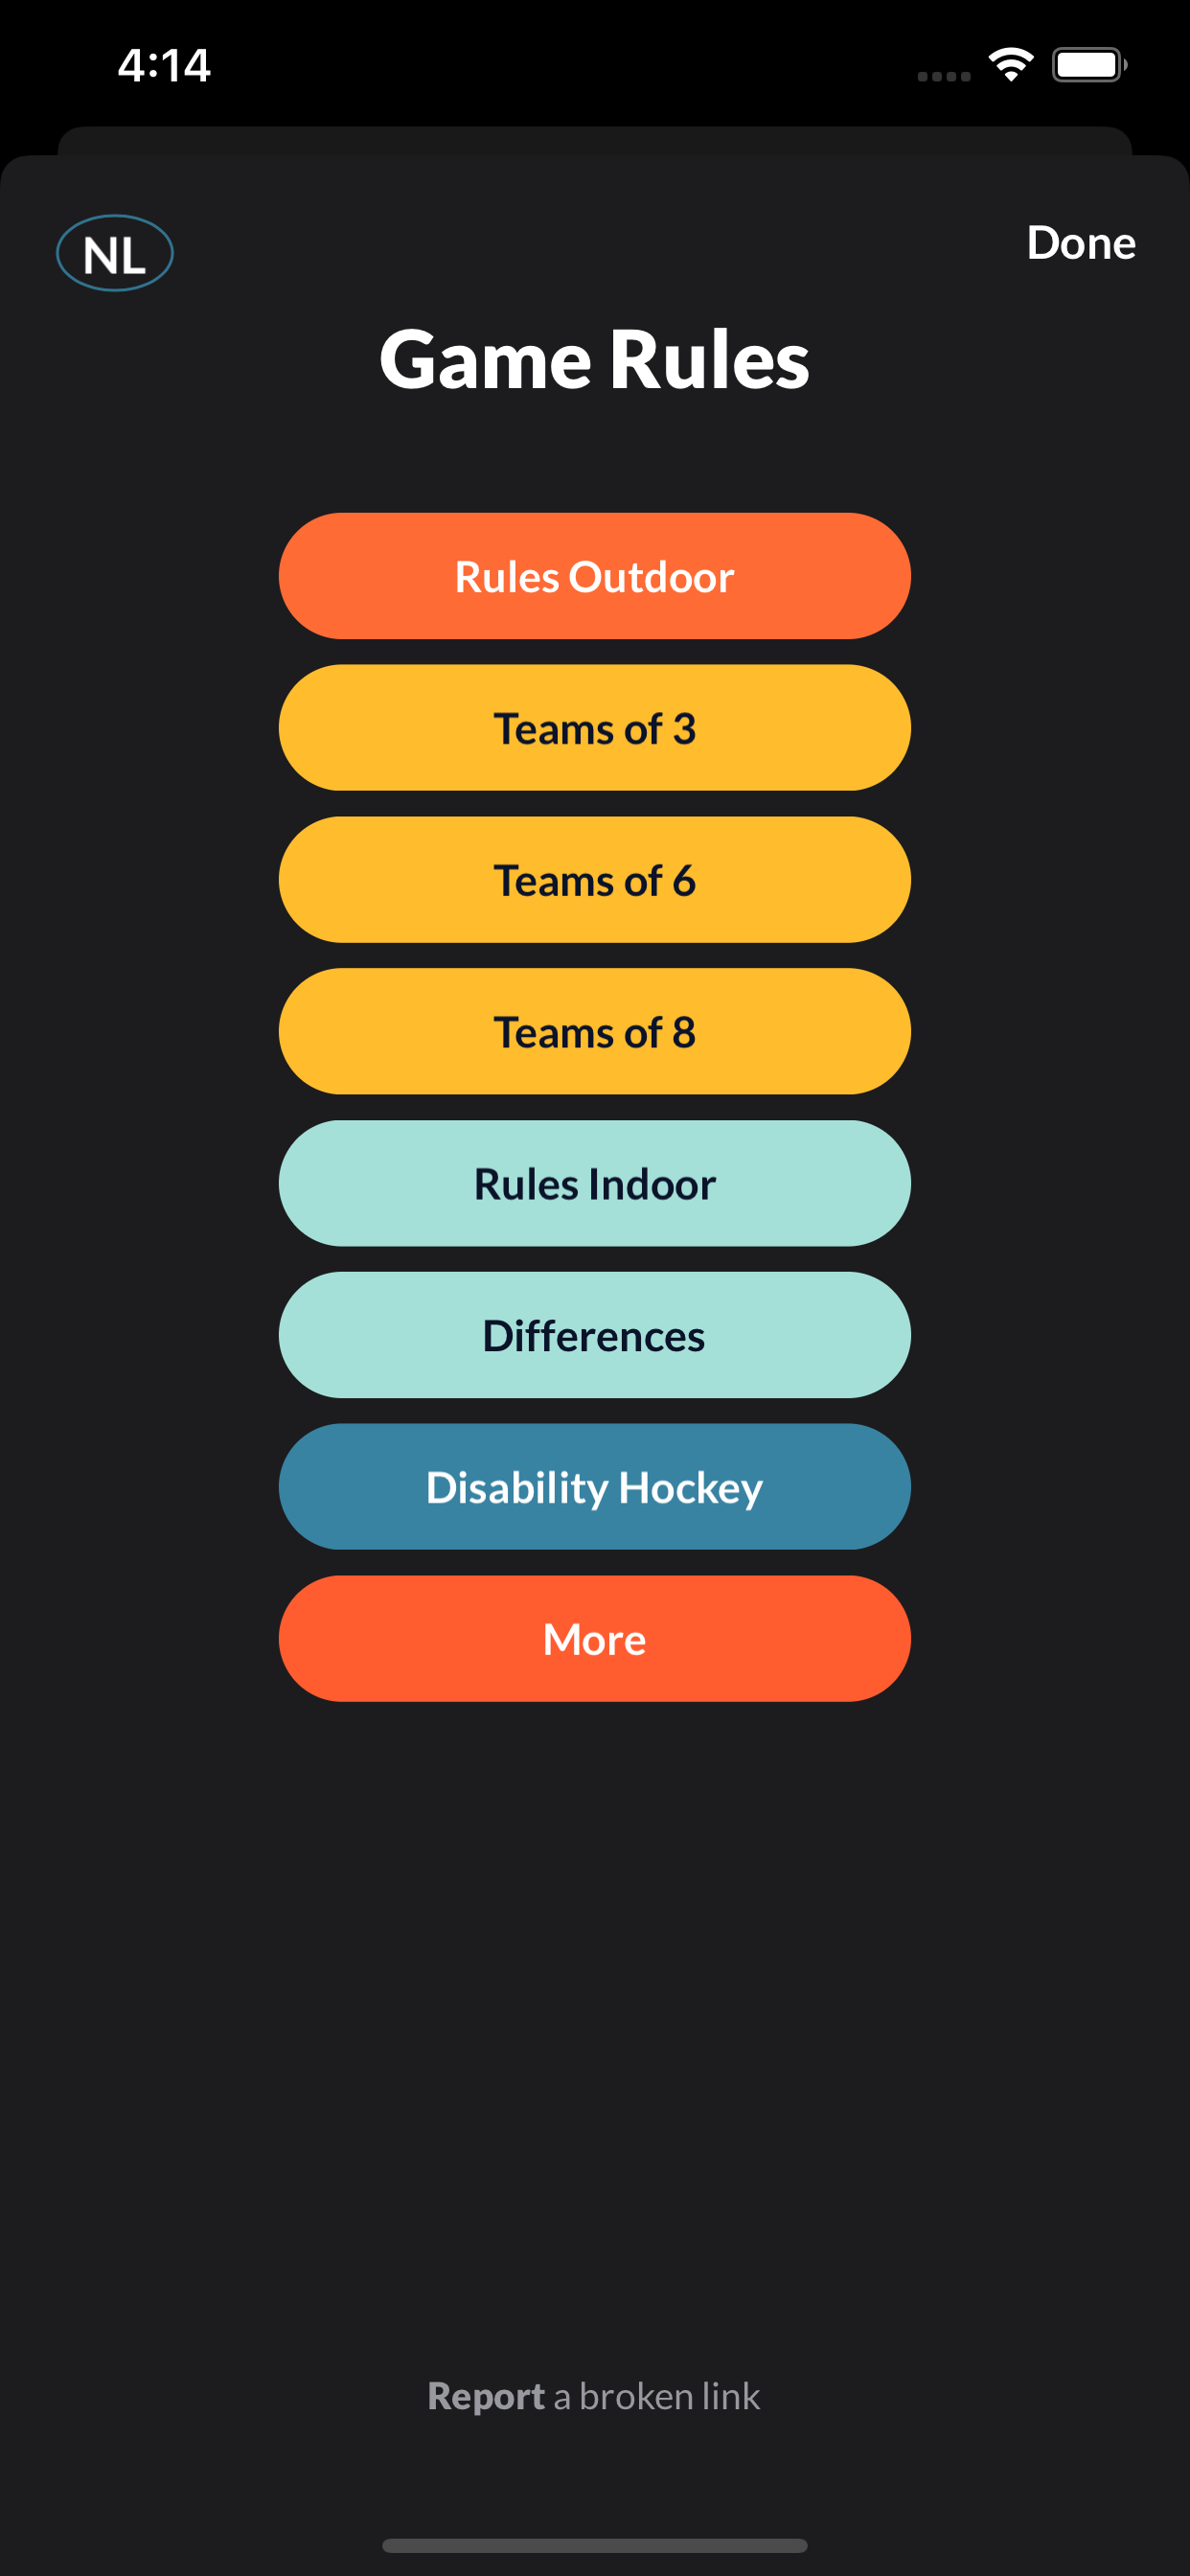 4:14
NL
Done
Game Rules
Rules Outdoor
Teams of 3
Teams of 6
Teams of 8
Rules Indoor
Differences
Disability Hockey
More
Report a broken link